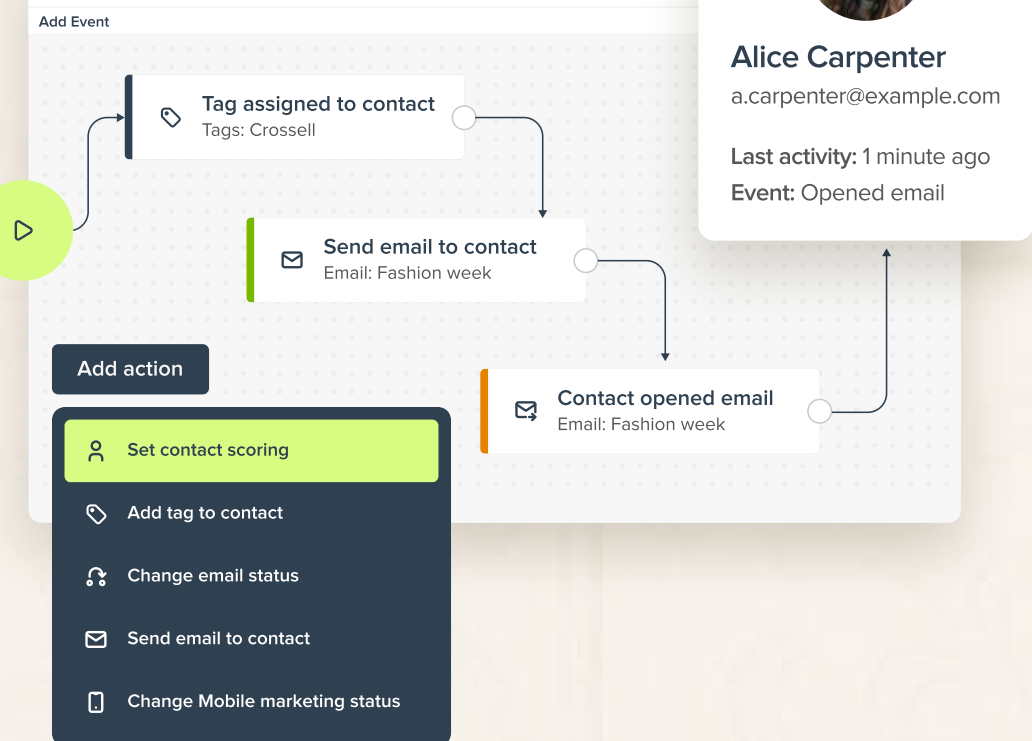 Add Event
Alice Carpenter
a.carpenter@example.com
Last activity: 1 minute ago
Event: Opened email
Tag assigned to contact
Tags: Crossell
Send email to contact
Email: Fashion week
Contact opened email
Email: Fashion week
Add action
Set contact scoring
Add tag to contact
Change email status
Send email to contact
Change Mobile marketing status